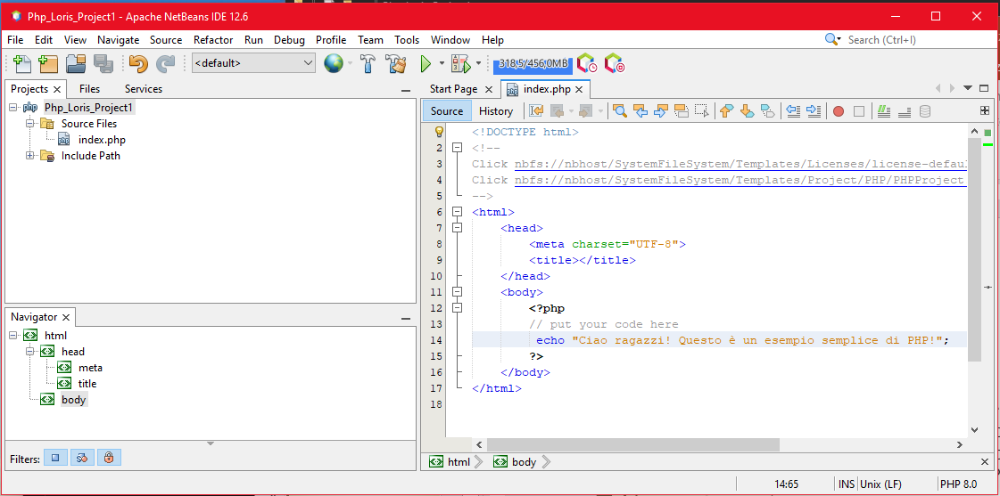 Php_Loris_Project1 - Apache NetBeans IDE 12.6
File Edit View Navigate Source Refactor Run Debug Profile Team Tools Window Help
Search (Ctrl+I)
<default>
318,5/456,0MB
Projects Files Services
Php_Loris_Project1
Source Files
index.php
Include Path
Start Page index.php
Source History
<!DOCTYPE html>
2 <!--
3 Click nbfs://nbhost/SystemFileSystem/Templates/Licenses/license-defau
4 Click nbfs://nbhost/SystemFileSystem/Templates/Project/PHP/PHPProject
5 -->
6 <html>
7 <head>
8 <meta charset="UTF-8">
9 <title></title>
10 </head>
11 <body>
12 <?php
13 // put your code here
14 echo "Ciao ragazzi! Questo è un esempio semplice di PHP!";
15 ?>
16 </body>
17 </html>
18
Navigator
html
head
meta
title
body
Filters:
html body
14:65 INS Unix (LF) PHP 8.0